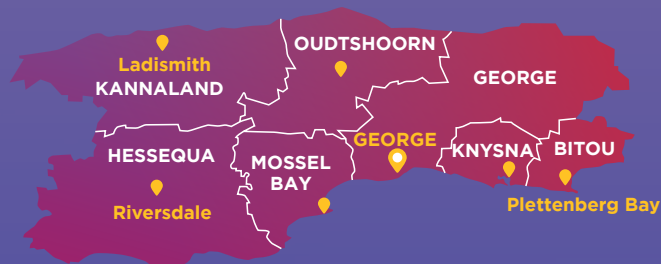 OUDTSHOORN
Ladismith
KANNALAND
GEORGE
GEORGE
HESSEQUA
MOSSEL
BAY
KNYSNA
BITOU
Riversdale
Plettenberg Bay